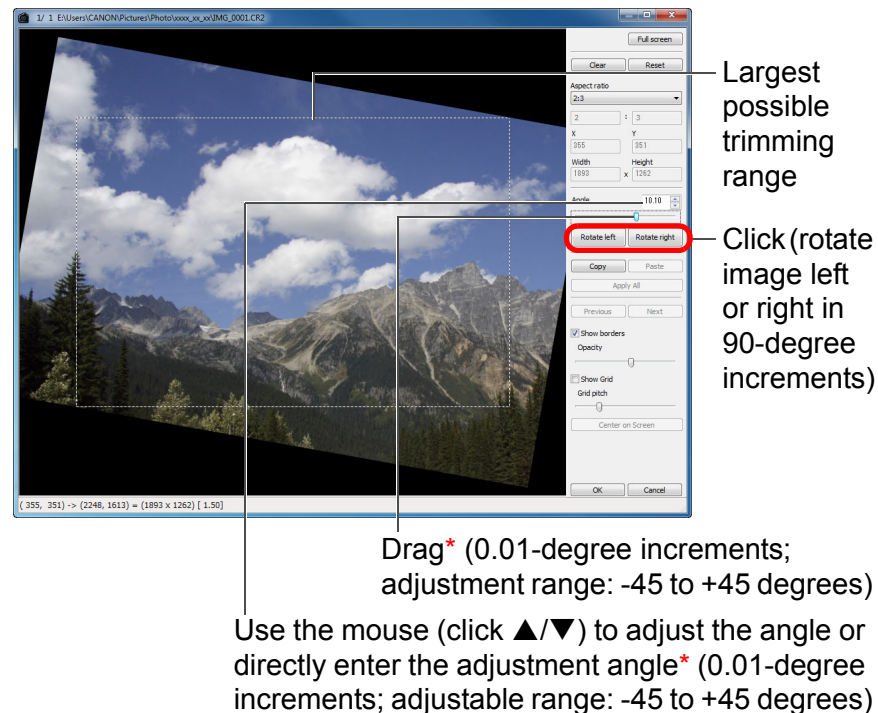 1/ 1 E:\Users\CANON\Pictures\Photo\xxxx_xx_xx\IMG_0001.CR2
Full screen
Clear Reset
Aspect ratio
2:3
2 : 3
X Y
355 351
Width Height
1893 x 1262
Angle 10.10
Rotate left Rotate right
Copy Paste
Apply All
Previous Next
Show borders
Opacity
Show Grid
Grid pitch
Center on Screen
OK Cancel
( 355, 351) -> (2248, 1613) = (1893 x 1262) [ 1.50]
Largest
possible
trimming
range
Click (rotate
image left
or right in
90-degree
increments)
Drag* (0.01-degree increments;
adjustment range: -45 to +45 degrees)
Use the mouse (click ▲/▼) to adjust the angle or
directly enter the adjustment angle* (0.01-degree
increments; adjustable range: -45 to +45 degrees)